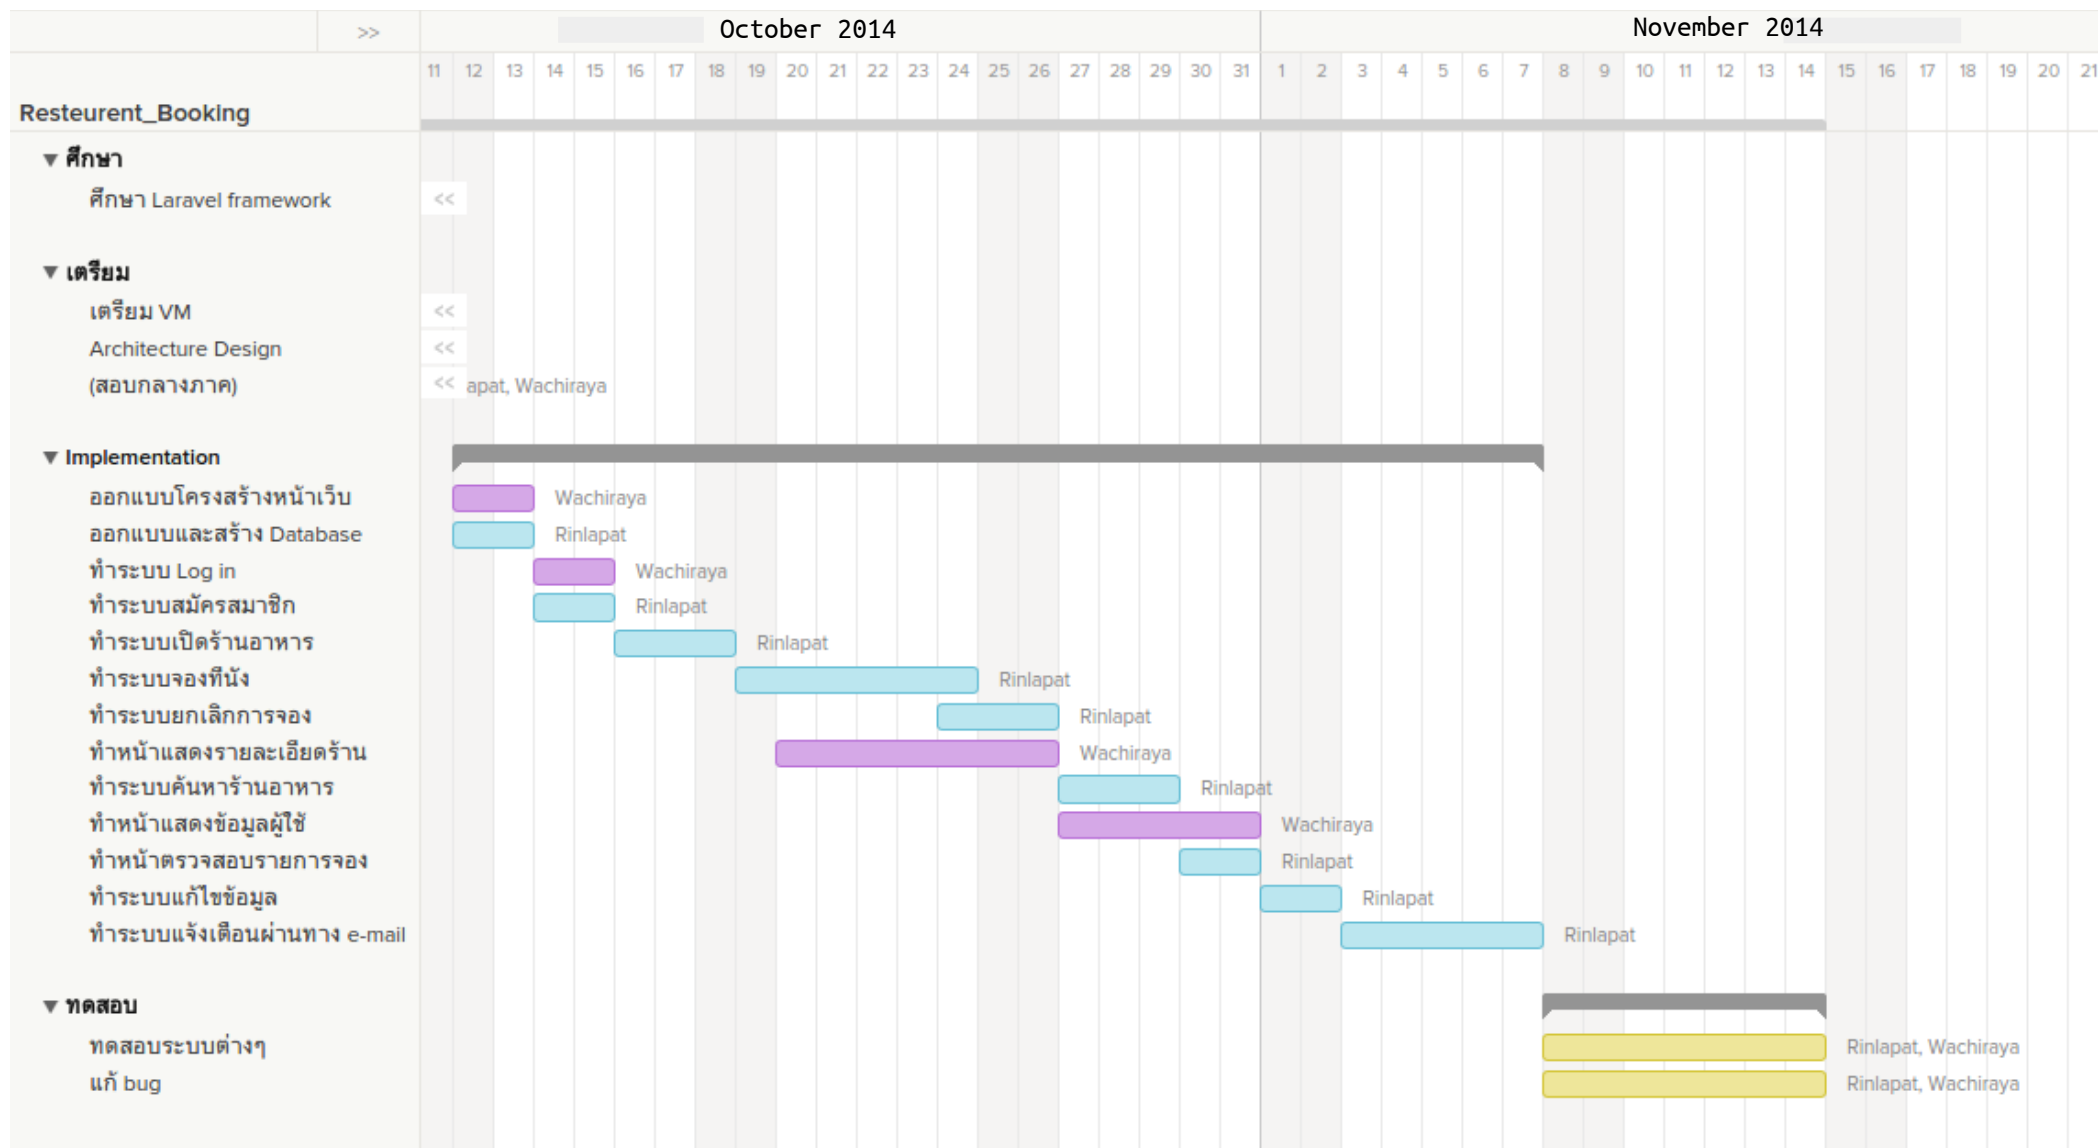 >> October 2014 November 2014
11 12 13 14 15 16 17 18 19 20 21 22 23 24 25 26 27 28 29 30 31 1 2 3 4 5 6 7 8 9 10 11 12 13 14 15 16 17 18 19 20 21
Resteurent_Booking
▼ ศึกษา
ศึกษา Laravel framework <<
▼ เตรียม
เตรียม VM <<
Architecture Design <<
(สอบกลางภาค) << apat, Wachiraya
▼ Implementation
ออกแบบโครงสร้างหน้าเว็บ Wachiraya
ออกแบบและสร้าง Database Rinlapat
ทำระบบ Log in Wachiraya
ทำระบบสมัครสมาชิก Rinlapat
ทำระบบเปิดร้านอาหาร Rinlapat
ทำระบบจองที่นั่ง Rinlapat
ทำระบบยกเลิกการจอง Rinlapat
ทำหน้าแสดงรายละเอียดร้าน Wachiraya
ทำระบบค้นหาร้านอาหาร Rinlapat
ทำหน้าแสดงข้อมูลผู้ใช้ Wachiraya
ทำหน้าตรวจสอบรายการจอง Rinlapat
ทำระบบแก้ไขข้อมูล Rinlapat
ทำระบบแจ้งเตือนผ่านทาง e-mail Rinlapat
▼ ทดสอบ
ทดสอบระบบต่างๆ Rinlapat, Wachiraya
แก้ bug Rinlapat, Wachiraya